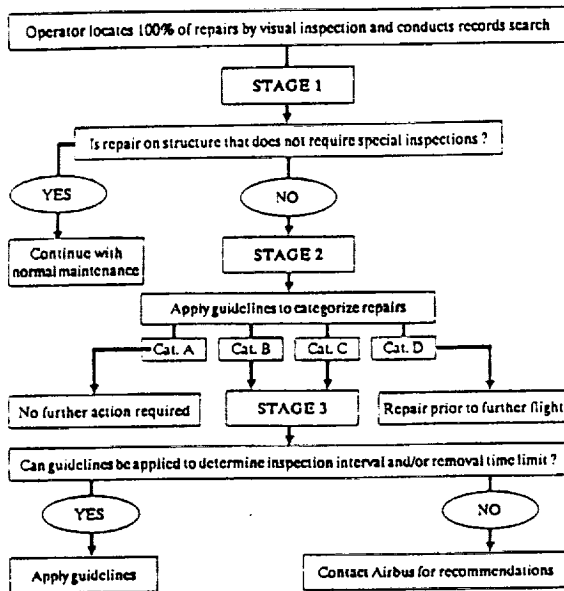 Operator locates 100% of repairs by visual inspection and conducts records search
STAGE 1
Is repair on structure that does not require special inspections ?
YES
NO
Continue with
normal maintenance
STAGE 2
Apply guidelines to categorize repairs
Cat. A
Cat. B
Cat. C
Cat. D
No further action required
STAGE 3
Repair prior to further flight
Can guidelines be applied to determine inspection interval and/or removal time limit ?
YES
NO
Apply guidelines
Contact Airbus for recommendations